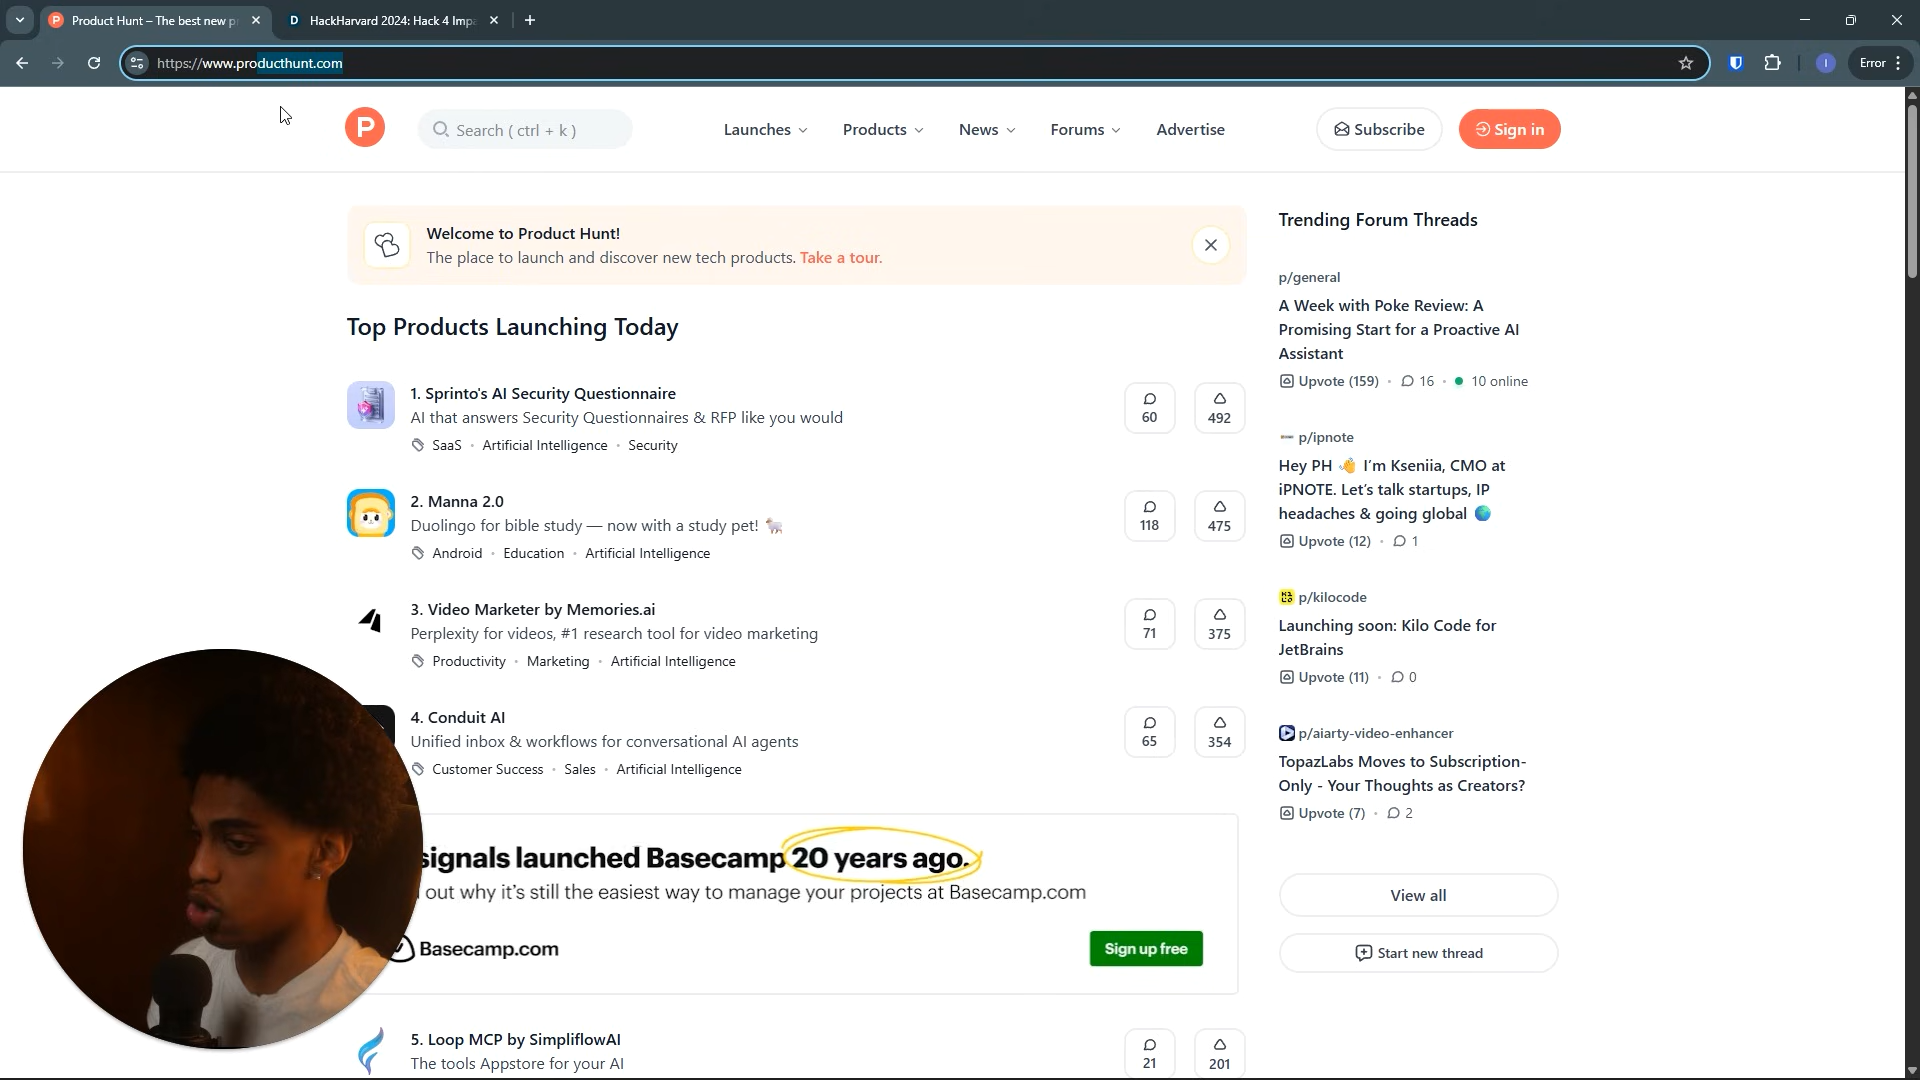 Product Hunt – The best new p
HackHarvard 2024: Hack 4 Impa
https://www.producthunt.com
I
Error
P
Search ( ctrl + k )
Launches
Products
News
Forums
Advertise
Subscribe
Sign in
Welcome to Product Hunt!
The place to launch and discover new tech products. Take a tour.
Top Products Launching Today
1. Sprinto's AI Security Questionnaire
AI that answers Security Questionnaires & RFP like you would
SaaS • Artificial Intelligence • Security
60
492
2. Manna 2.0
Duolingo for bible study — now with a study pet! 🐑
Android • Education • Artificial Intelligence
118
475
3. Video Marketer by Memories.ai
Perplexity for videos, #1 research tool for video marketing
Productivity • Marketing • Artificial Intelligence
71
375
4. Conduit AI
Unified inbox & workflows for conversational AI agents
Customer Success • Sales • Artificial Intelligence
65
354
signals launched Basecamp 20 years ago.
out why it's still the easiest way to manage your projects at Basecamp.com
Basecamp.com
Sign up free
5. Loop MCP by SimpliflowAI
The tools Appstore for your AI
21
201
Trending Forum Threads
p/general
A Week with Poke Review: A
Promising Start for a Proactive AI
Assistant
Upvote (159) • 16 • 10 online
p/ipnote
Hey PH 👋 I'm Kseniia, CMO at
iPNOTE. Let's talk startups, IP
headaches & going global 🌍
Upvote (12) • 1
p/kilocode
Launching soon: Kilo Code for
JetBrains
Upvote (11) • 0
p/aiarty-video-enhancer
TopazLabs Moves to Subscription-
Only - Your Thoughts as Creators?
Upvote (7) • 2
View all
Start new thread